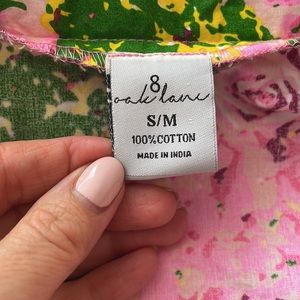 8
oak lane
S/M
100% COTTON
MADE IN INDIA